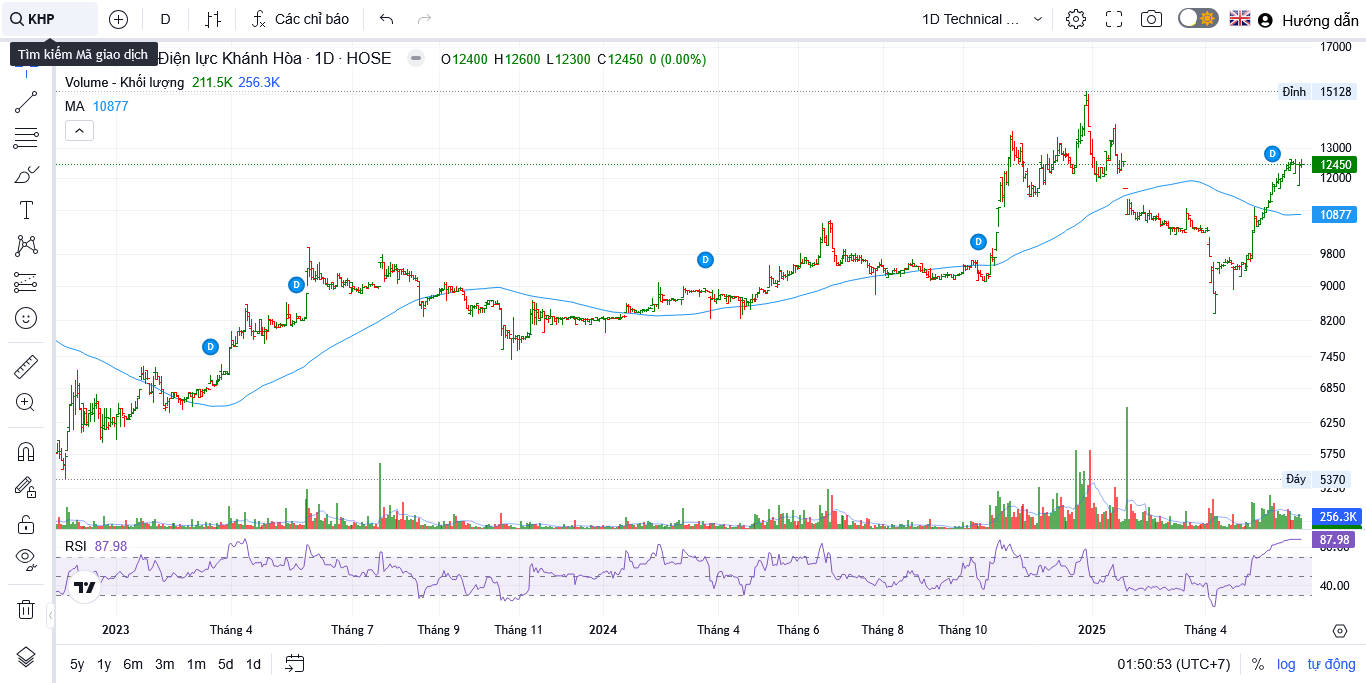 KHP
D
Các chỉ báo
1D Technical ...
Hướng dẫn
Tìm kiếm Mã giao dịch
Điện lực Khánh Hòa · 1D · HOSE
O12400 H12600 L12300 C12450 0 (0.00%)
Volume - Khối lượng 211.5K 256.3K
MA 10877
17000
Đỉnh 15128
13000
12450
12000
10877
9800
9000
8200
7450
6850
6250
5750
Đáy 5370
5250
256.3K
D
D
D
D
D
RSI 87.98
87.98
80.00
40.00
2023
Tháng 4
Tháng 7
Tháng 9
Tháng 11
2024
Tháng 4
Tháng 6
Tháng 8
Tháng 10
2025
Tháng 4
5y 1y 6m 3m 1m 5d 1d
01:50:53 (UTC+7)
% log tự động